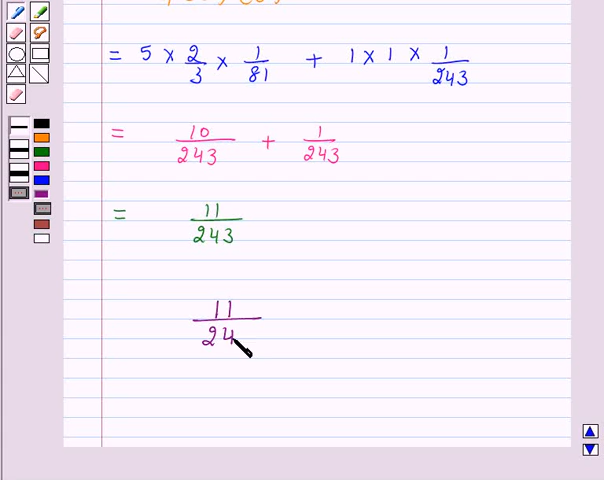 = 5 × 2/3 × 1/81 + 1 × 1 × 1/243
= 10/243 + 1/243
= 11/243
11/24